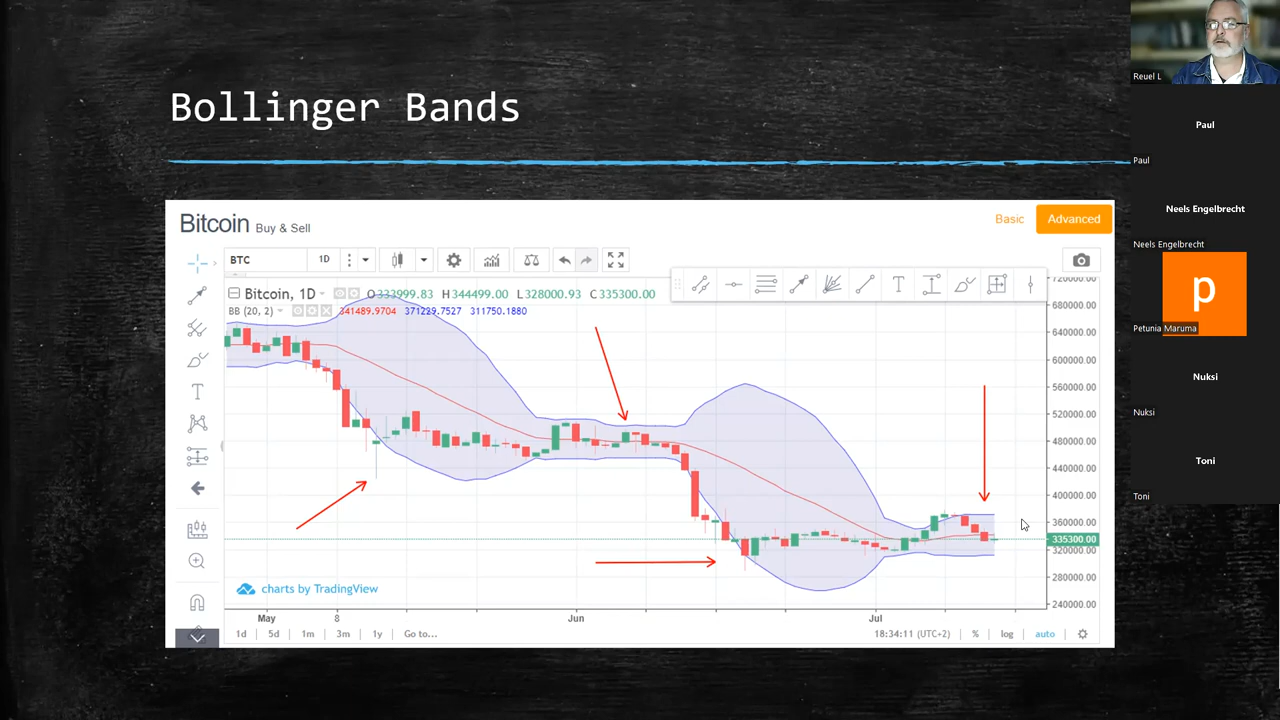 Bollinger Bands
Bitcoin Buy & Sell
Basic
Advanced
BTC
1D
Bitcoin, 1D
O333999.83 H344499.00 L328000.93 C335300.00
BB (20, 2)
341489.9704 371229.7527 311750.1880
T
T
720000.00
680000.00
640000.00
600000.00
560000.00
520000.00
480000.00
440000.00
400000.00
360000.00
335300.00
320000.00
280000.00
240000.00
charts by TradingView
May
8
Jun
Jul
1d
5d
1m
3m
1y
Go to...
18:34:11 (UTC+2)
%
log
auto
Reuel L
Paul
Paul
Neels Engelbrecht
Neels Engelbrecht
p
Petunia Maruma
Nuksi
Nuksi
Toni
Toni